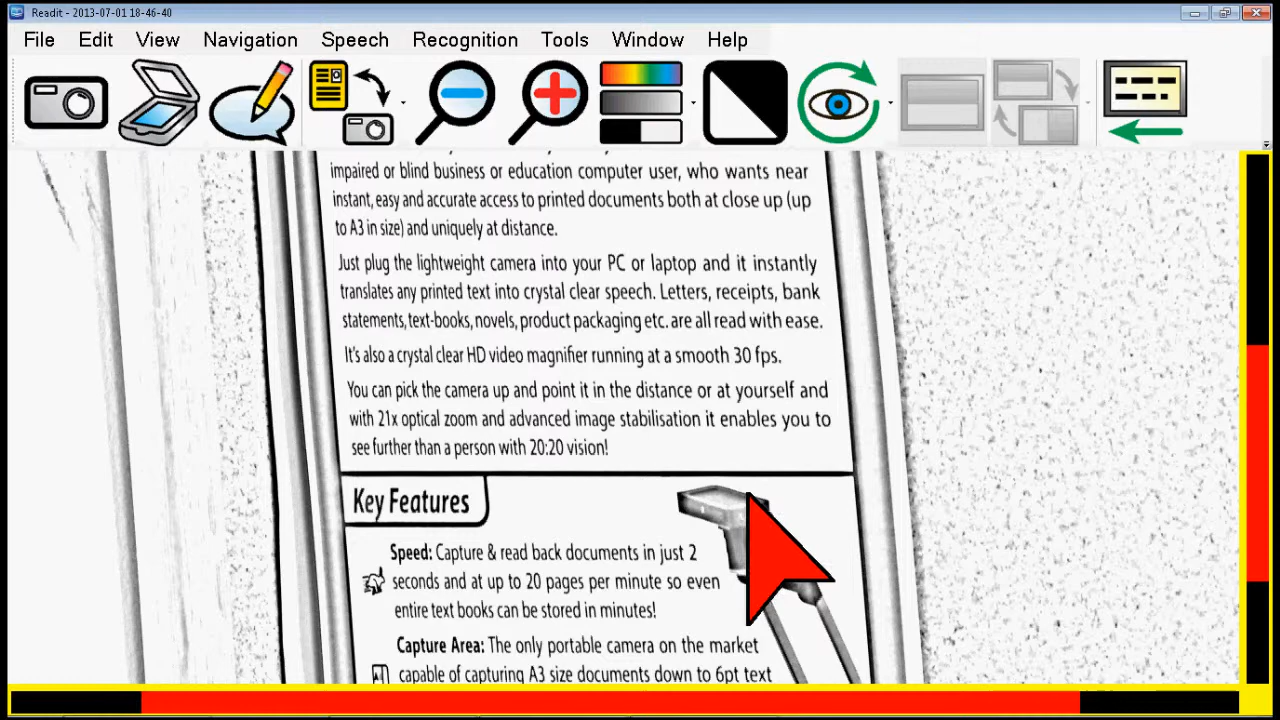 Readit - 2013-07-01 18-46-40
File Edit View Navigation Speech Recognition Tools Window Help
impaired or blind business or education computer user, who wants near
instant, easy and accurate access to printed documents both at close up (up
to A3 in size) and uniquely at distance.
Just plug the lightweight camera into your PC or laptop and it instantly
translates any printed text into crystal clear speech. Letters, receipts, bank
statements, text-books, novels, product packaging etc. are all read with ease.
It's also a crystal clear HD video magnifier running at a smooth 30 fps.
You can pick the camera up and point it in the distance or at yourself and
with 21x optical zoom and advanced image stabilisation it enables you to
see further than a person with 20:20 vision!
Key Features
Speed: Capture & read back documents in just 2
seconds and at up to 20 pages per minute so even
entire text books can be stored in minutes!
Capture Area: The only portable camera on the market
capable of capturing A3 size documents down to 6pt text